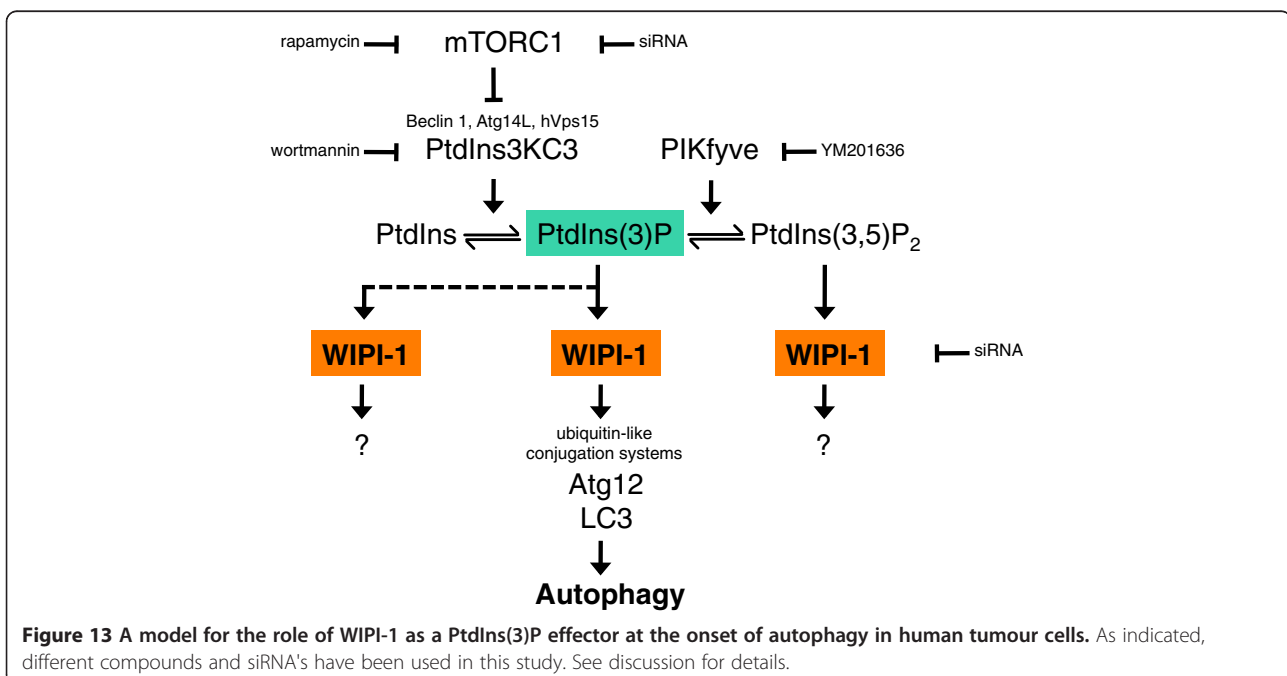 rapamycin mTORC1 siRNA
Beclin 1, Atg14L, hVps15
wortmannin PtdIns3KC3 PIKfyve YM201636
PtdIns PtdIns(3)P PtdIns(3,5)P₂
WIPI-1 WIPI-1 WIPI-1 siRNA
? ubiquitin-like ?
conjugation systems
Atg12
LC3
Autophagy
Figure 13 A model for the role of WIPI-1 as a PtdIns(3)P effector at the onset of autophagy in human tumour cells. As indicated,
different compounds and siRNA's have been used in this study. See discussion for details.